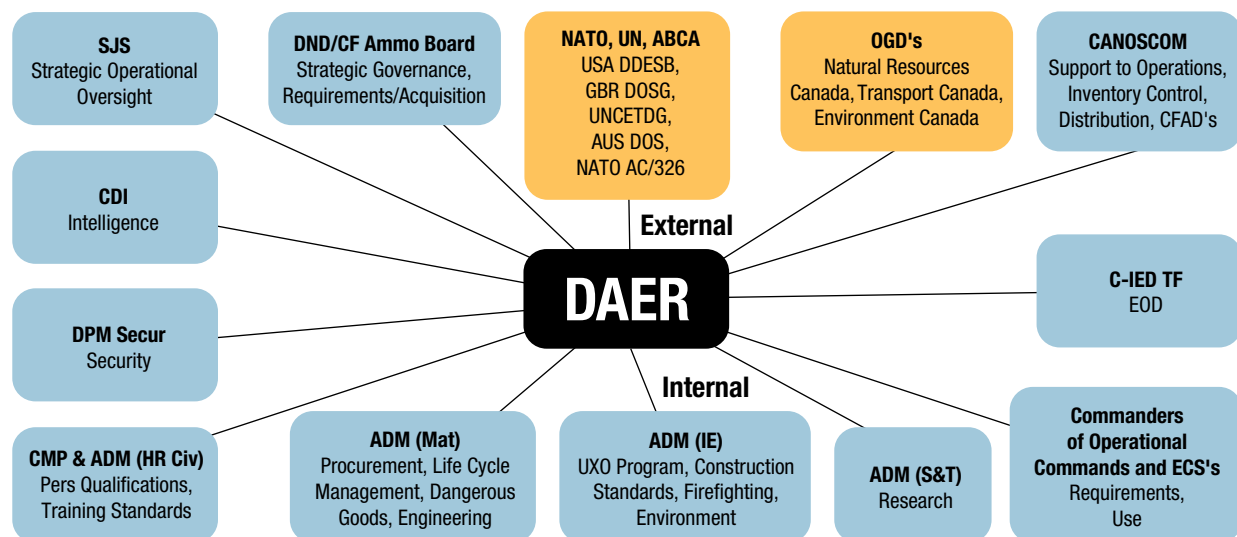 SJS
Strategic Operational
Oversight
DND/CF Ammo Board
Strategic Governance,
Requirements/Acquisition
NATO, UN, ABCA
USA DDESB,
GBR DOSG,
UNCETDG,
AUS DOS,
NATO AC/326
OGD's
Natural Resources
Canada, Transport Canada,
Environment Canada
CANOSCOM
Support to Operations,
Inventory Control,
Distribution, CFAD's
CDI
Intelligence
External
DAER
C-IED TF
EOD
DPM Secur
Security
Internal
CMP & ADM (HR Civ)
Pers Qualifications,
Training Standards
ADM (Mat)
Procurement, Life Cycle
Management, Dangerous
Goods, Engineering
ADM (IE)
UXO Program, Construction
Standards, Firefighting,
Environment
ADM (S&T)
Research
Commanders
of Operational
Commands and ECS's
Requirements,
Use